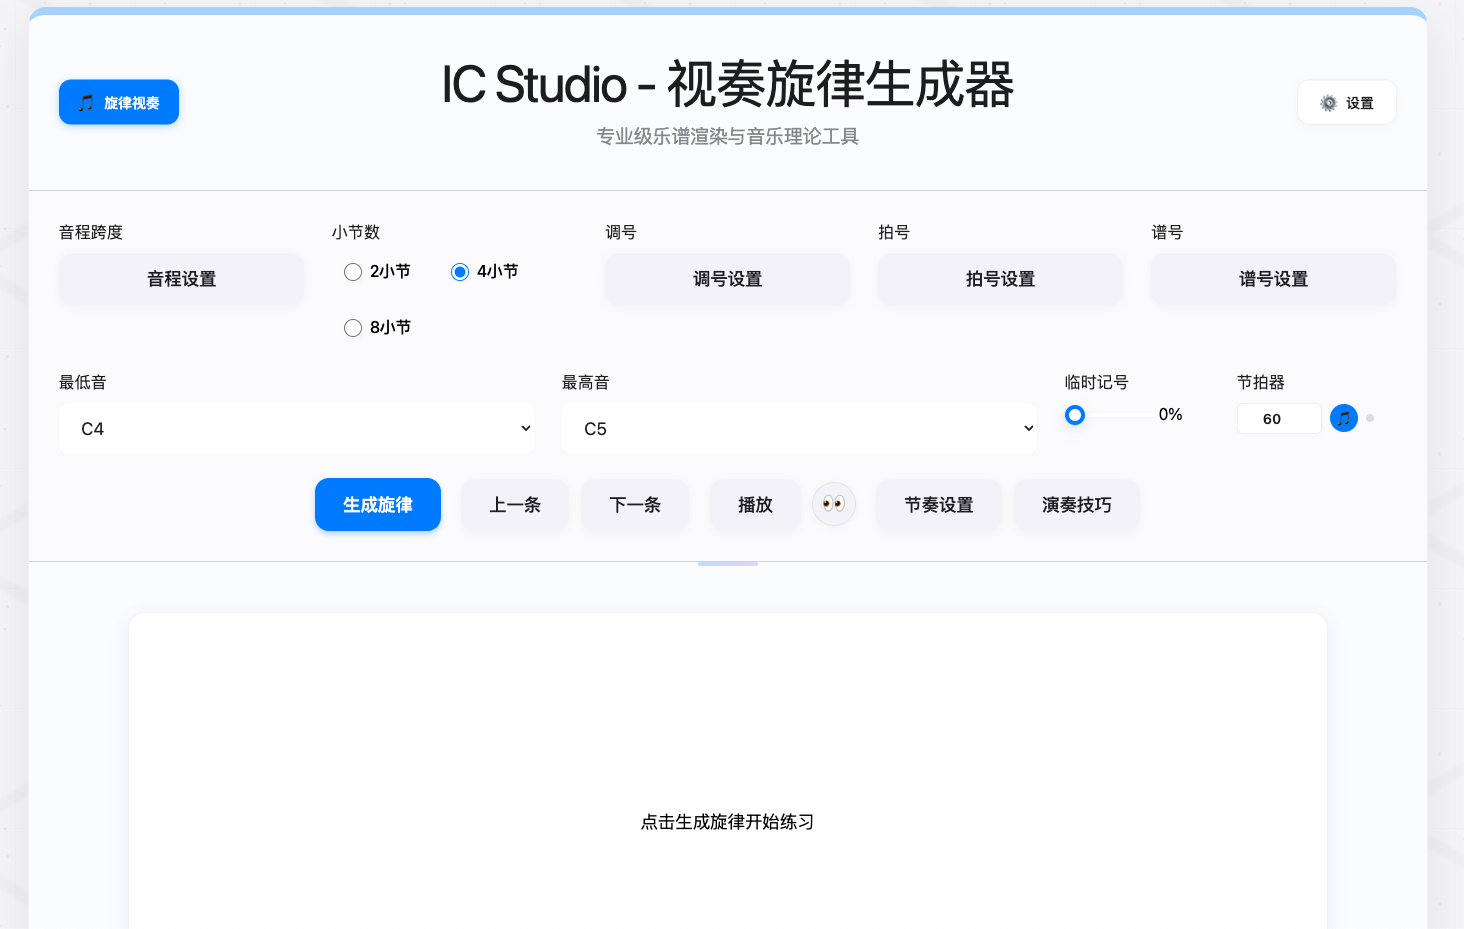 旋律视奏
IC Studio - 视奏旋律生成器
专业级乐谱渲染与音乐理论工具
设置
音程跨度
小节数
调号
拍号
谱号
音程设置
2小节
4小节
8小节
调号设置
拍号设置
谱号设置
最低音
最高音
临时记号
节拍器
C4
C5
0%
60
生成旋律
上一条
下一条
播放
节奏设置
演奏技巧
点击生成旋律开始练习